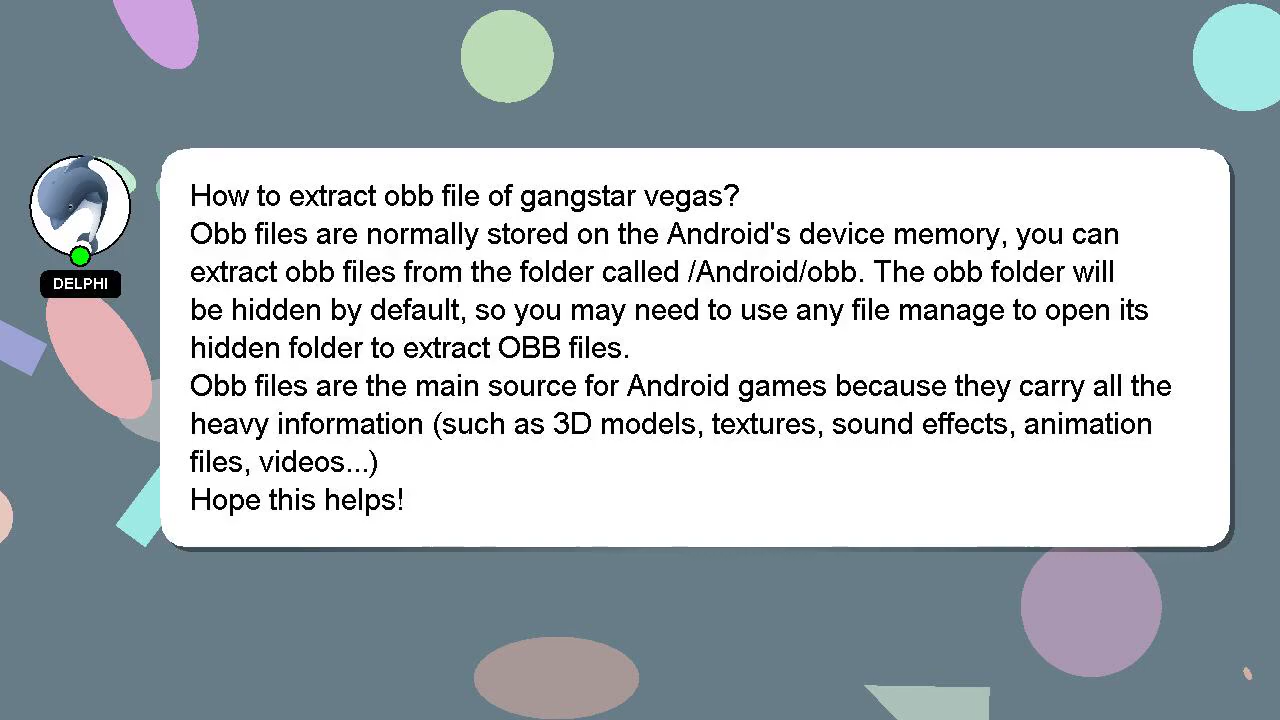 How to extract obb file of gangstar vegas?
Obb files are normally stored on the Android's device memory, you can
extract obb files from the folder called /Android/obb. The obb folder will
be hidden by default, so you may need to use any file manage to open its
hidden folder to extract OBB files.
Obb files are the main source for Android games because they carry all the
heavy information (such as 3D models, textures, sound effects, animation
files, videos...)
Hope this helps!
DELPHI